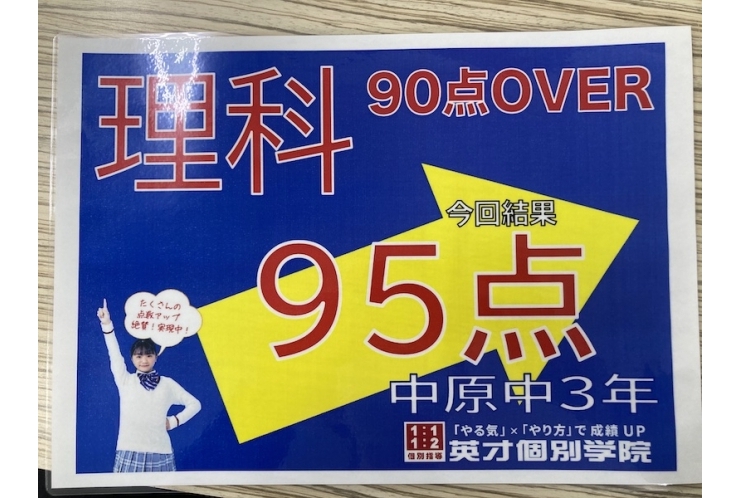 理科
90点OVER
今回結果
95点
たくさんの
点数アップ
絶賛！実現中！
中原中3年
1:1
1:2
個別指導
「やる気」×「やり方」で 成績 UP
英才個別学院